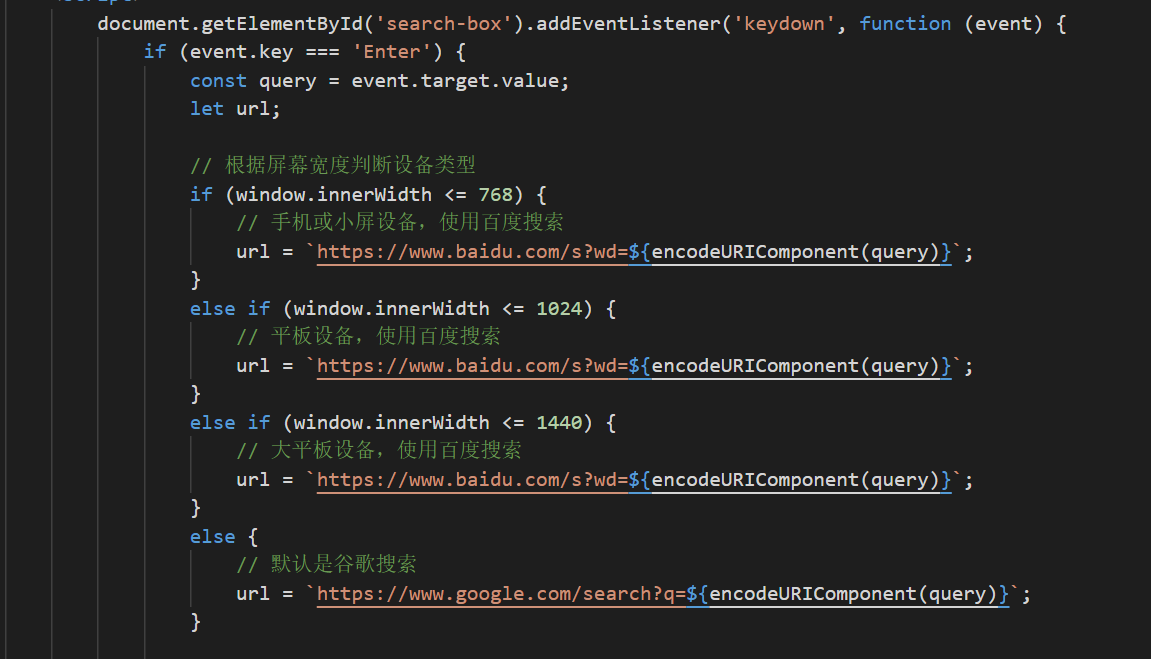 document.getElementById('search-box').addEventListener('keydown', function (event) {
if (event.key === 'Enter') {
const query = event.target.value;
let url;
// 根据屏幕宽度判断设备类型
if (window.innerWidth <= 768) {
// 手机或小屏设备，使用百度搜索
url = `https://www.baidu.com/s?wd=${encodeURIComponent(query)}`;
}
else if (window.innerWidth <= 1024) {
// 平板设备，使用百度搜索
url = `https://www.baidu.com/s?wd=${encodeURIComponent(query)}`;
}
else if (window.innerWidth <= 1440) {
// 大平板设备，使用百度搜索
url = `https://www.baidu.com/s?wd=${encodeURIComponent(query)}`;
}
else {
// 默认是谷歌搜索
url = `https://www.google.com/search?q=${encodeURIComponent(query)}`;
}